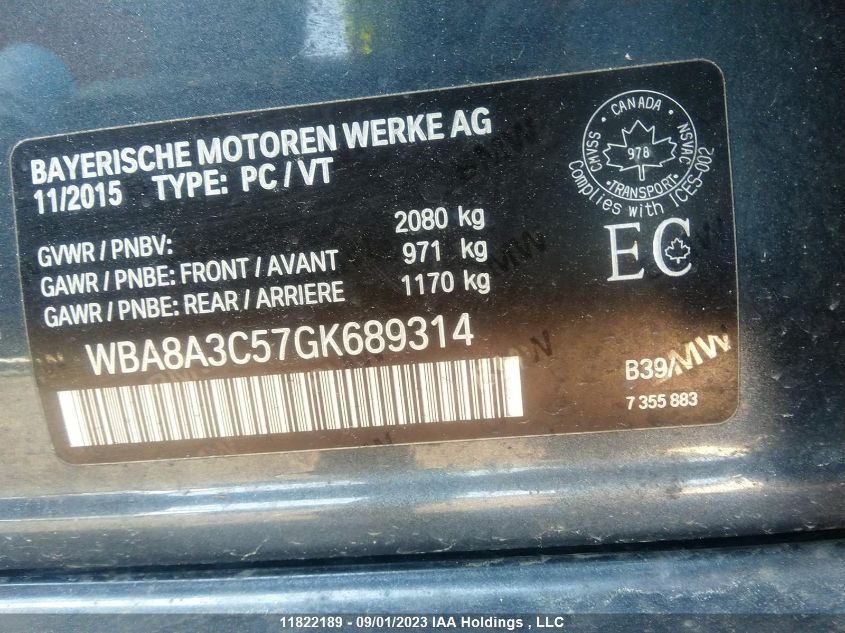 BAYERISCHE MOTOREN WERKE AG
11/2015 TYPE: PC / VT
GVWR / PNBV: 2080 kg
GAWR / PNBE: FRONT / AVANT 971 kg
GAWR / PNBE: REAR / ARRIERE 1170 kg
CANADA
CMVSS NSVAC
978
TRANSPORT
Complies with ICES-002
EC
WBA8A3C57GK689314
B39
BMW
7 355 883
11822189 - 09/01/2023 IAA Holdings , LLC